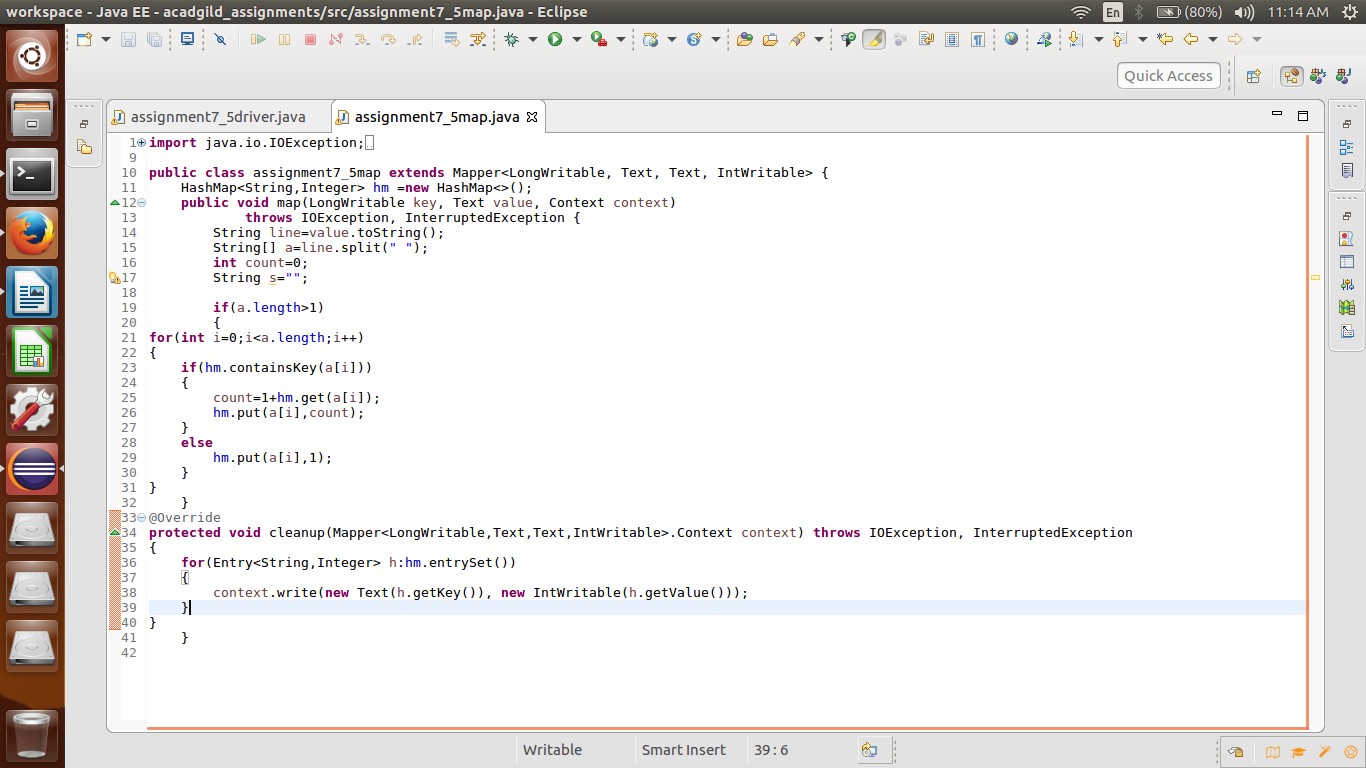 workspace - Java EE - acadgild_assignments/src/assignment7_5map.java - Eclipse
En
(80%)
11:14 AM
Quick Access
assignment7_5driver.java
assignment7_5map.java
1 import java.io.IOException;
9
10 public class assignment7_5map extends Mapper<LongWritable, Text, Text, IntWritable> {
11 HashMap<String,Integer> hm =new HashMap<>();
12 public void map(LongWritable key, Text value, Context context)
13 throws IOException, InterruptedException {
14 String line=value.toString();
15 String[] a=line.split(" ");
16 int count=0;
17 String s="";
18
19 if(a.length>1)
20 {
21 for(int i=0;i<a.length;i++)
22 {
23 if(hm.containsKey(a[i]))
24 {
25 count=1+hm.get(a[i]);
26 hm.put(a[i],count);
27 }
28 else
29 hm.put(a[i],1);
30 }
31 }
32 }
33 @Override
34 protected void cleanup(Mapper<LongWritable,Text,Text,IntWritable>.Context context) throws IOException, InterruptedException
35 {
36 for(Entry<String,Integer> h:hm.entrySet())
37 {
38 context.write(new Text(h.getKey()), new IntWritable(h.getValue()));
39 }
40 }
41 }
42
Writable
Smart Insert
39 : 6